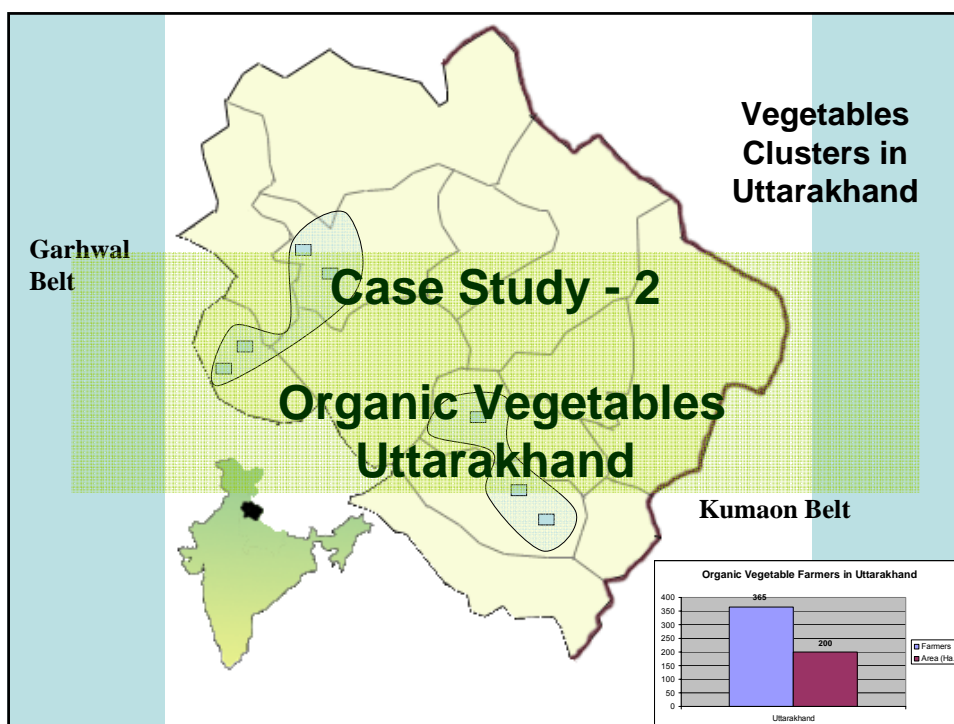 Vegetables
Clusters in
Uttarakhand
Garhwal
Belt
Case Study - 2
Organic Vegetables
Uttarakhand
Kumaon Belt
Organic Vegetable Farmers in Uttarakhand
365
200
400
350
300
250
200
150
100
50
0
Uttarakhand
Farmers
Area (Ha